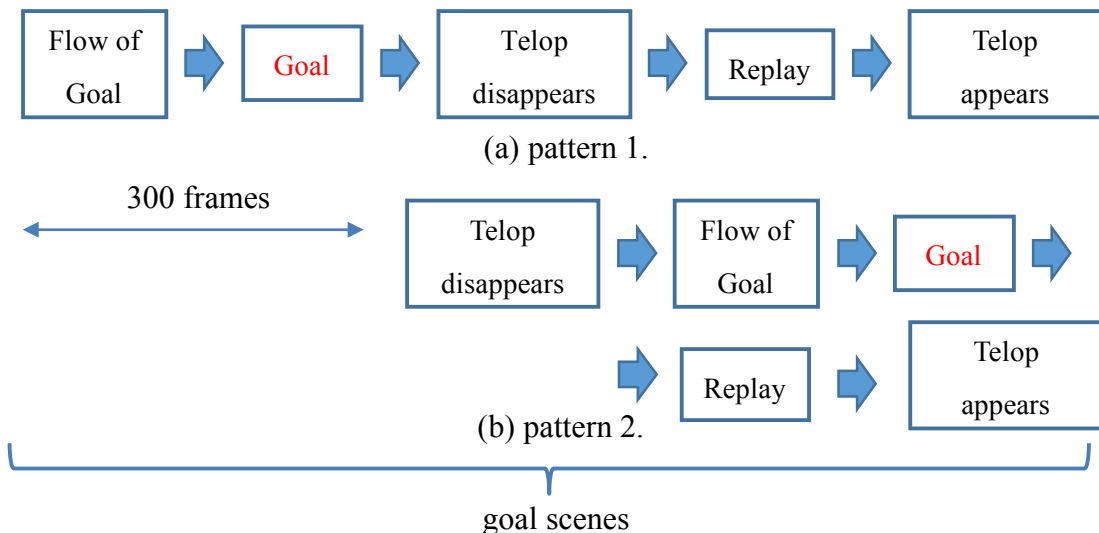 Flow of
Goal
Goal
Telop
disappears
Replay
Telop
appears
(a) pattern 1.
300 frames
Telop
disappears
Flow of
Goal
Goal
Replay
Telop
appears
(b) pattern 2.
goal scenes